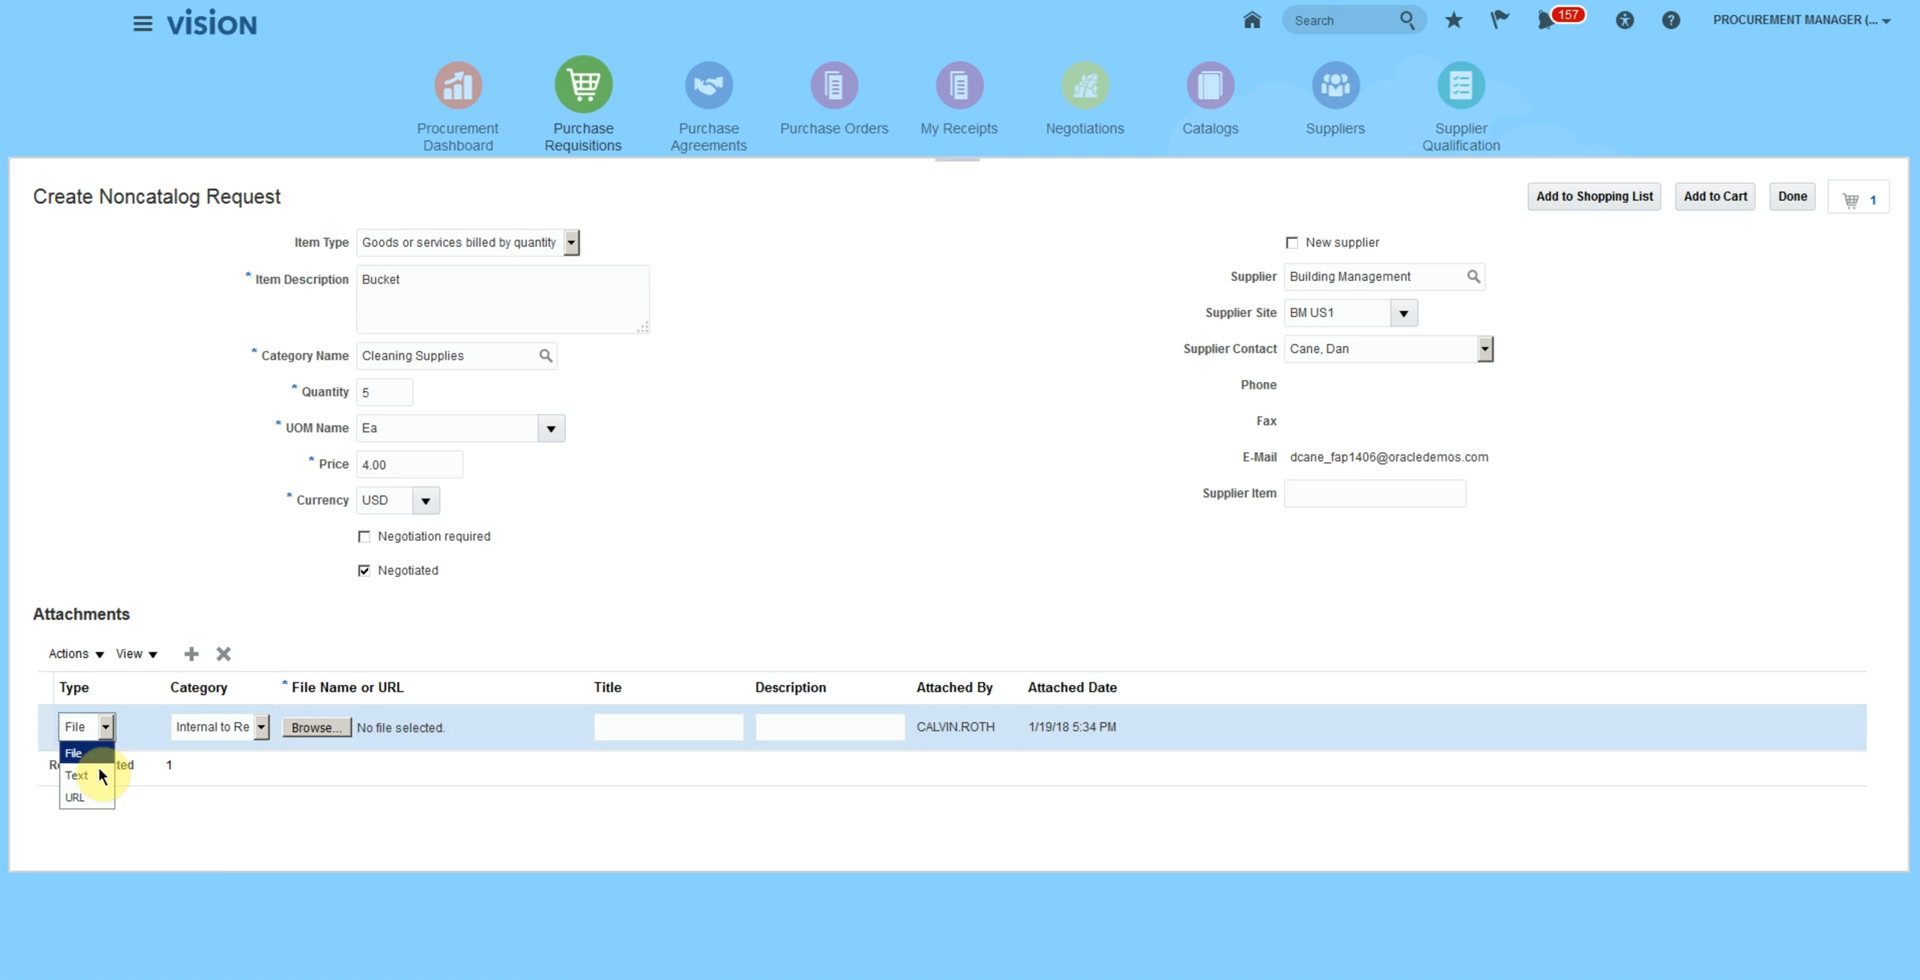 VISION
Search
157
PROCUREMENT MANAGER (...
Procurement Dashboard
Purchase Requisitions
Purchase Agreements
Purchase Orders
My Receipts
Negotiations
Catalogs
Suppliers
Supplier Qualification
Create Noncatalog Request
Add to Shopping List
Add to Cart
Done
1
Item Type Goods or services billed by quantity
* Item Description Bucket
* Category Name Cleaning Supplies
* Quantity 5
* UOM Name Ea
* Price 4.00
* Currency USD
Negotiation required
Negotiated
New supplier
Supplier Building Management
Supplier Site BM US1
Supplier Contact Cane, Dan
Phone
Fax
E-Mail dcane_fap1406@oracledemos.com
Supplier Item
Attachments
Actions View
Type Category * File Name or URL Title Description Attached By Attached Date
File Internal to Re Browse... No file selected. CALVIN.ROTH 1/19/18 5:34 PM
File
Text
URL
1